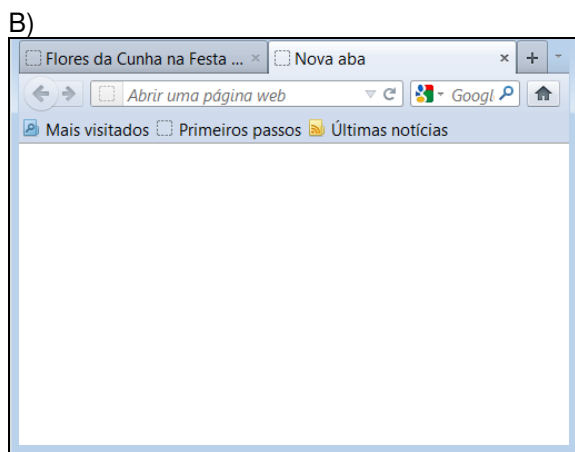 B)
Flores da Cunha na Festa ... Nova aba
Abrir uma página web Googl
Mais visitados Primeiros passos Últimas notícias